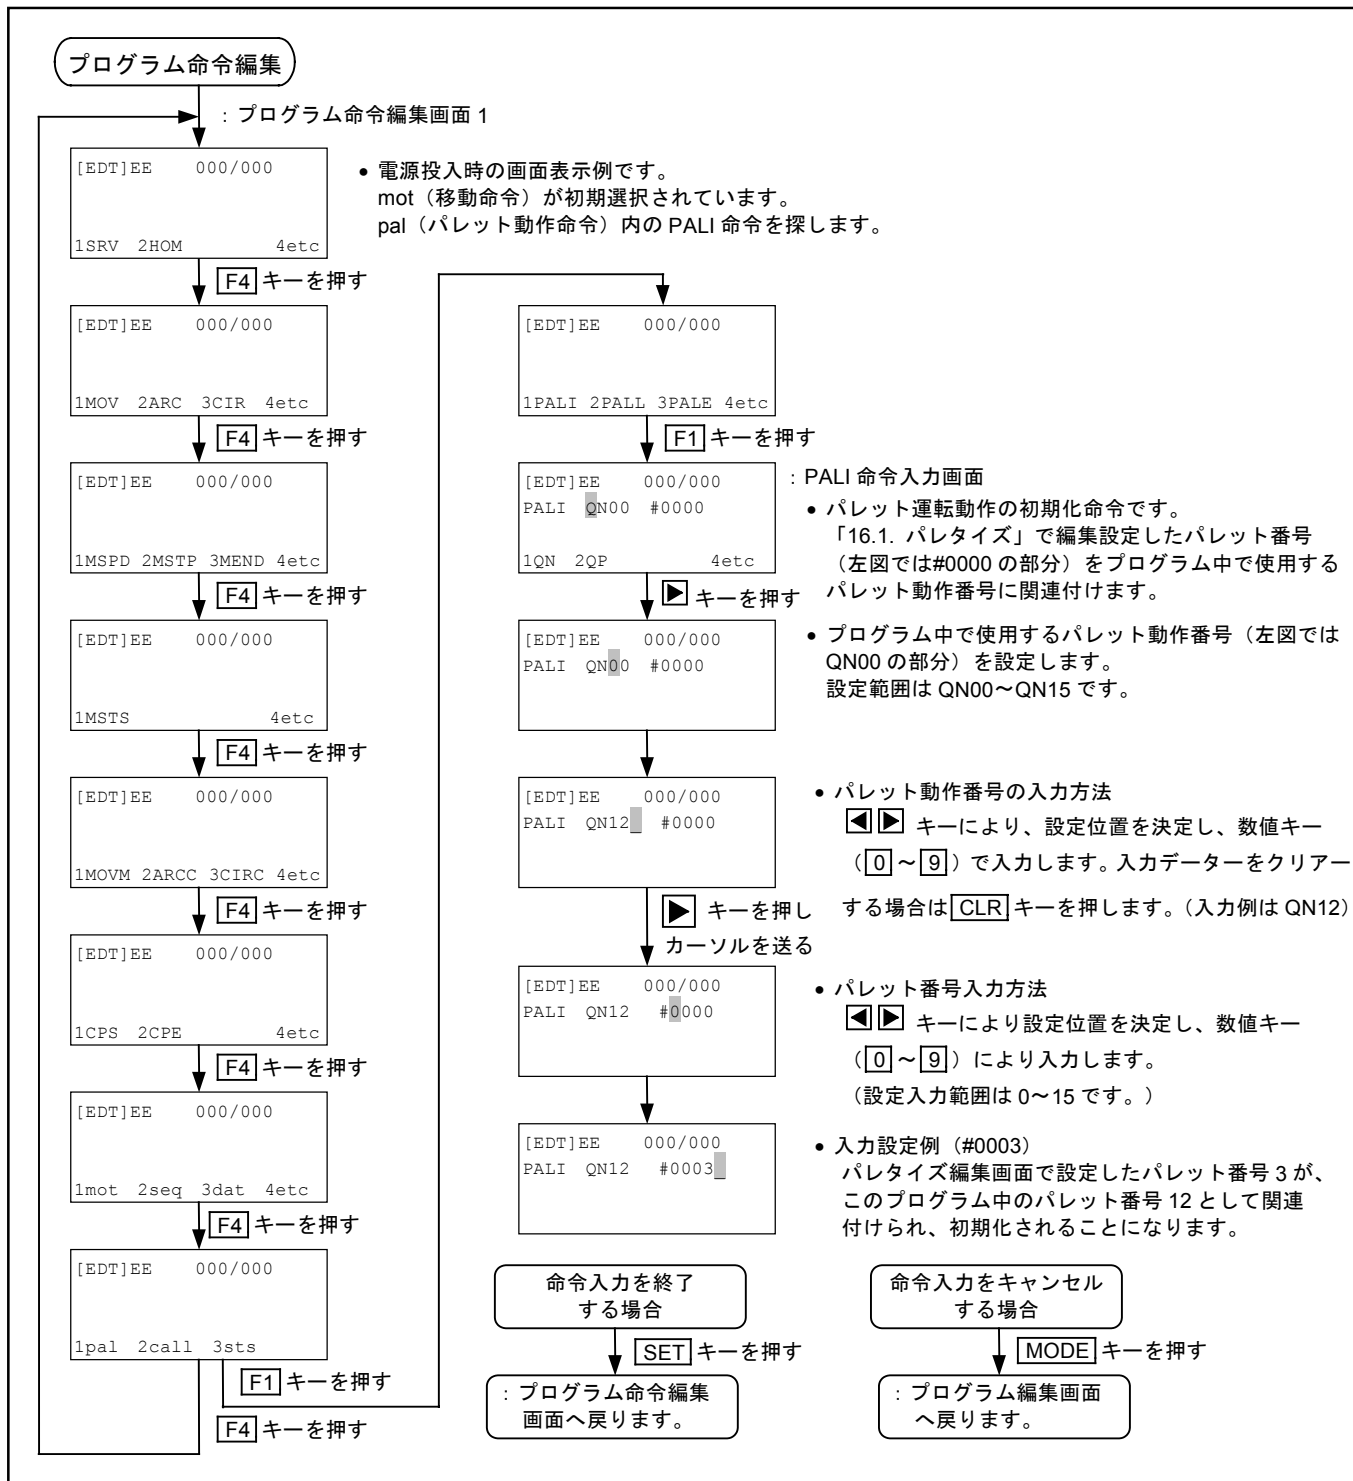 プログラム命令編集
：プログラム命令編集画面 1
[EDT]EE 000/000
1SRV 2HOM 4etc
● 電源投入時の画面表示例です。
mot（移動命令）が初期選択されています。
pal（パレット動作命令）内の PALI 命令を探します。
F4 キーを押す
[EDT]EE 000/000
1MOV 2ARC 3CIR 4etc
F4 キーを押す
[EDT]EE 000/000
1MSPD 2MSTP 3MEND 4etc
F4 キーを押す
[EDT]EE 000/000
1MSTS 4etc
F4 キーを押す
[EDT]EE 000/000
1MOVM 2ARCC 3CIRC 4etc
F4 キーを押す
[EDT]EE 000/000
1CPS 2CPE 4etc
F4 キーを押す
[EDT]EE 000/000
1mot 2seq 3dat 4etc
F4 キーを押す
[EDT]EE 000/000
1pal 2call 3sts
F1 キーを押す
F4 キーを押す
[EDT]EE 000/000
1PALI 2PALL 3PALE 4etc
F1 キーを押す
[EDT]EE 000/000
PALI QN00 #0000
1QN 2QP 4etc
：PALI 命令入力画面
● パレット運転動作の初期化命令です。
「16.1. パレタイズ」で編集設定したパレット番号
（左図では#0000 の部分）をプログラム中で使用する
パレット動作番号に関連付けます。
▶ キーを押す
[EDT]EE 000/000
PALI QN00 #0000
● プログラム中で使用するパレット動作番号（左図では
QN00 の部分）を設定します。
設定範囲は QN00～QN15 です。
[EDT]EE 000/000
PALI QN12_ #0000
● パレット動作番号の入力方法
◀ ▶ キーにより、設定位置を決定し、数値キー
（0～9）で入力します。入力データーをクリアー
する場合は CLR キーを押します。（入力例は QN12）
▶ キーを押し
カーソルを送る
[EDT]EE 000/000
PALI QN12 #0000
● パレット番号入力方法
◀ ▶ キーにより設定位置を決定し、数値キー
（0～9）により入力します。
（設定入力範囲は 0～15 です。）
[EDT]EE 000/000
PALI QN12 #0003_
● 入力設定例（#0003）
パレタイズ編集画面で設定したパレット番号 3 が、
このプログラム中のパレット番号 12 として関連
付けられ、初期化されることになります。
命令入力を終了
する場合
SET キーを押す
：プログラム命令編集
画面へ戻ります。
命令入力をキャンセル
する場合
MODE キーを押す
：プログラム編集画面
へ戻ります。